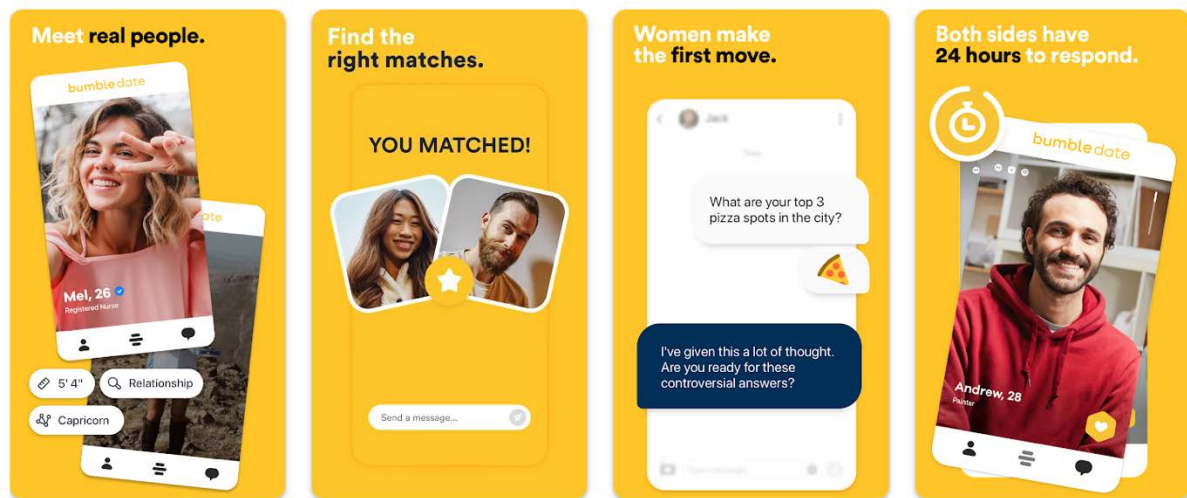 Meet real people.
bumble date
Mel, 26
Registered Nurse
ate
5' 4"
Relationship
Capricorn
Find the
right matches.
YOU MATCHED!
Send a message...
Women make
the first move.
Jack
What are your top 3
pizza spots in the city?
I've given this a lot of thought.
Are you ready for these
controversial answers?
Both sides have
24 hours to respond.
bumble date
Andrew, 28
Painter